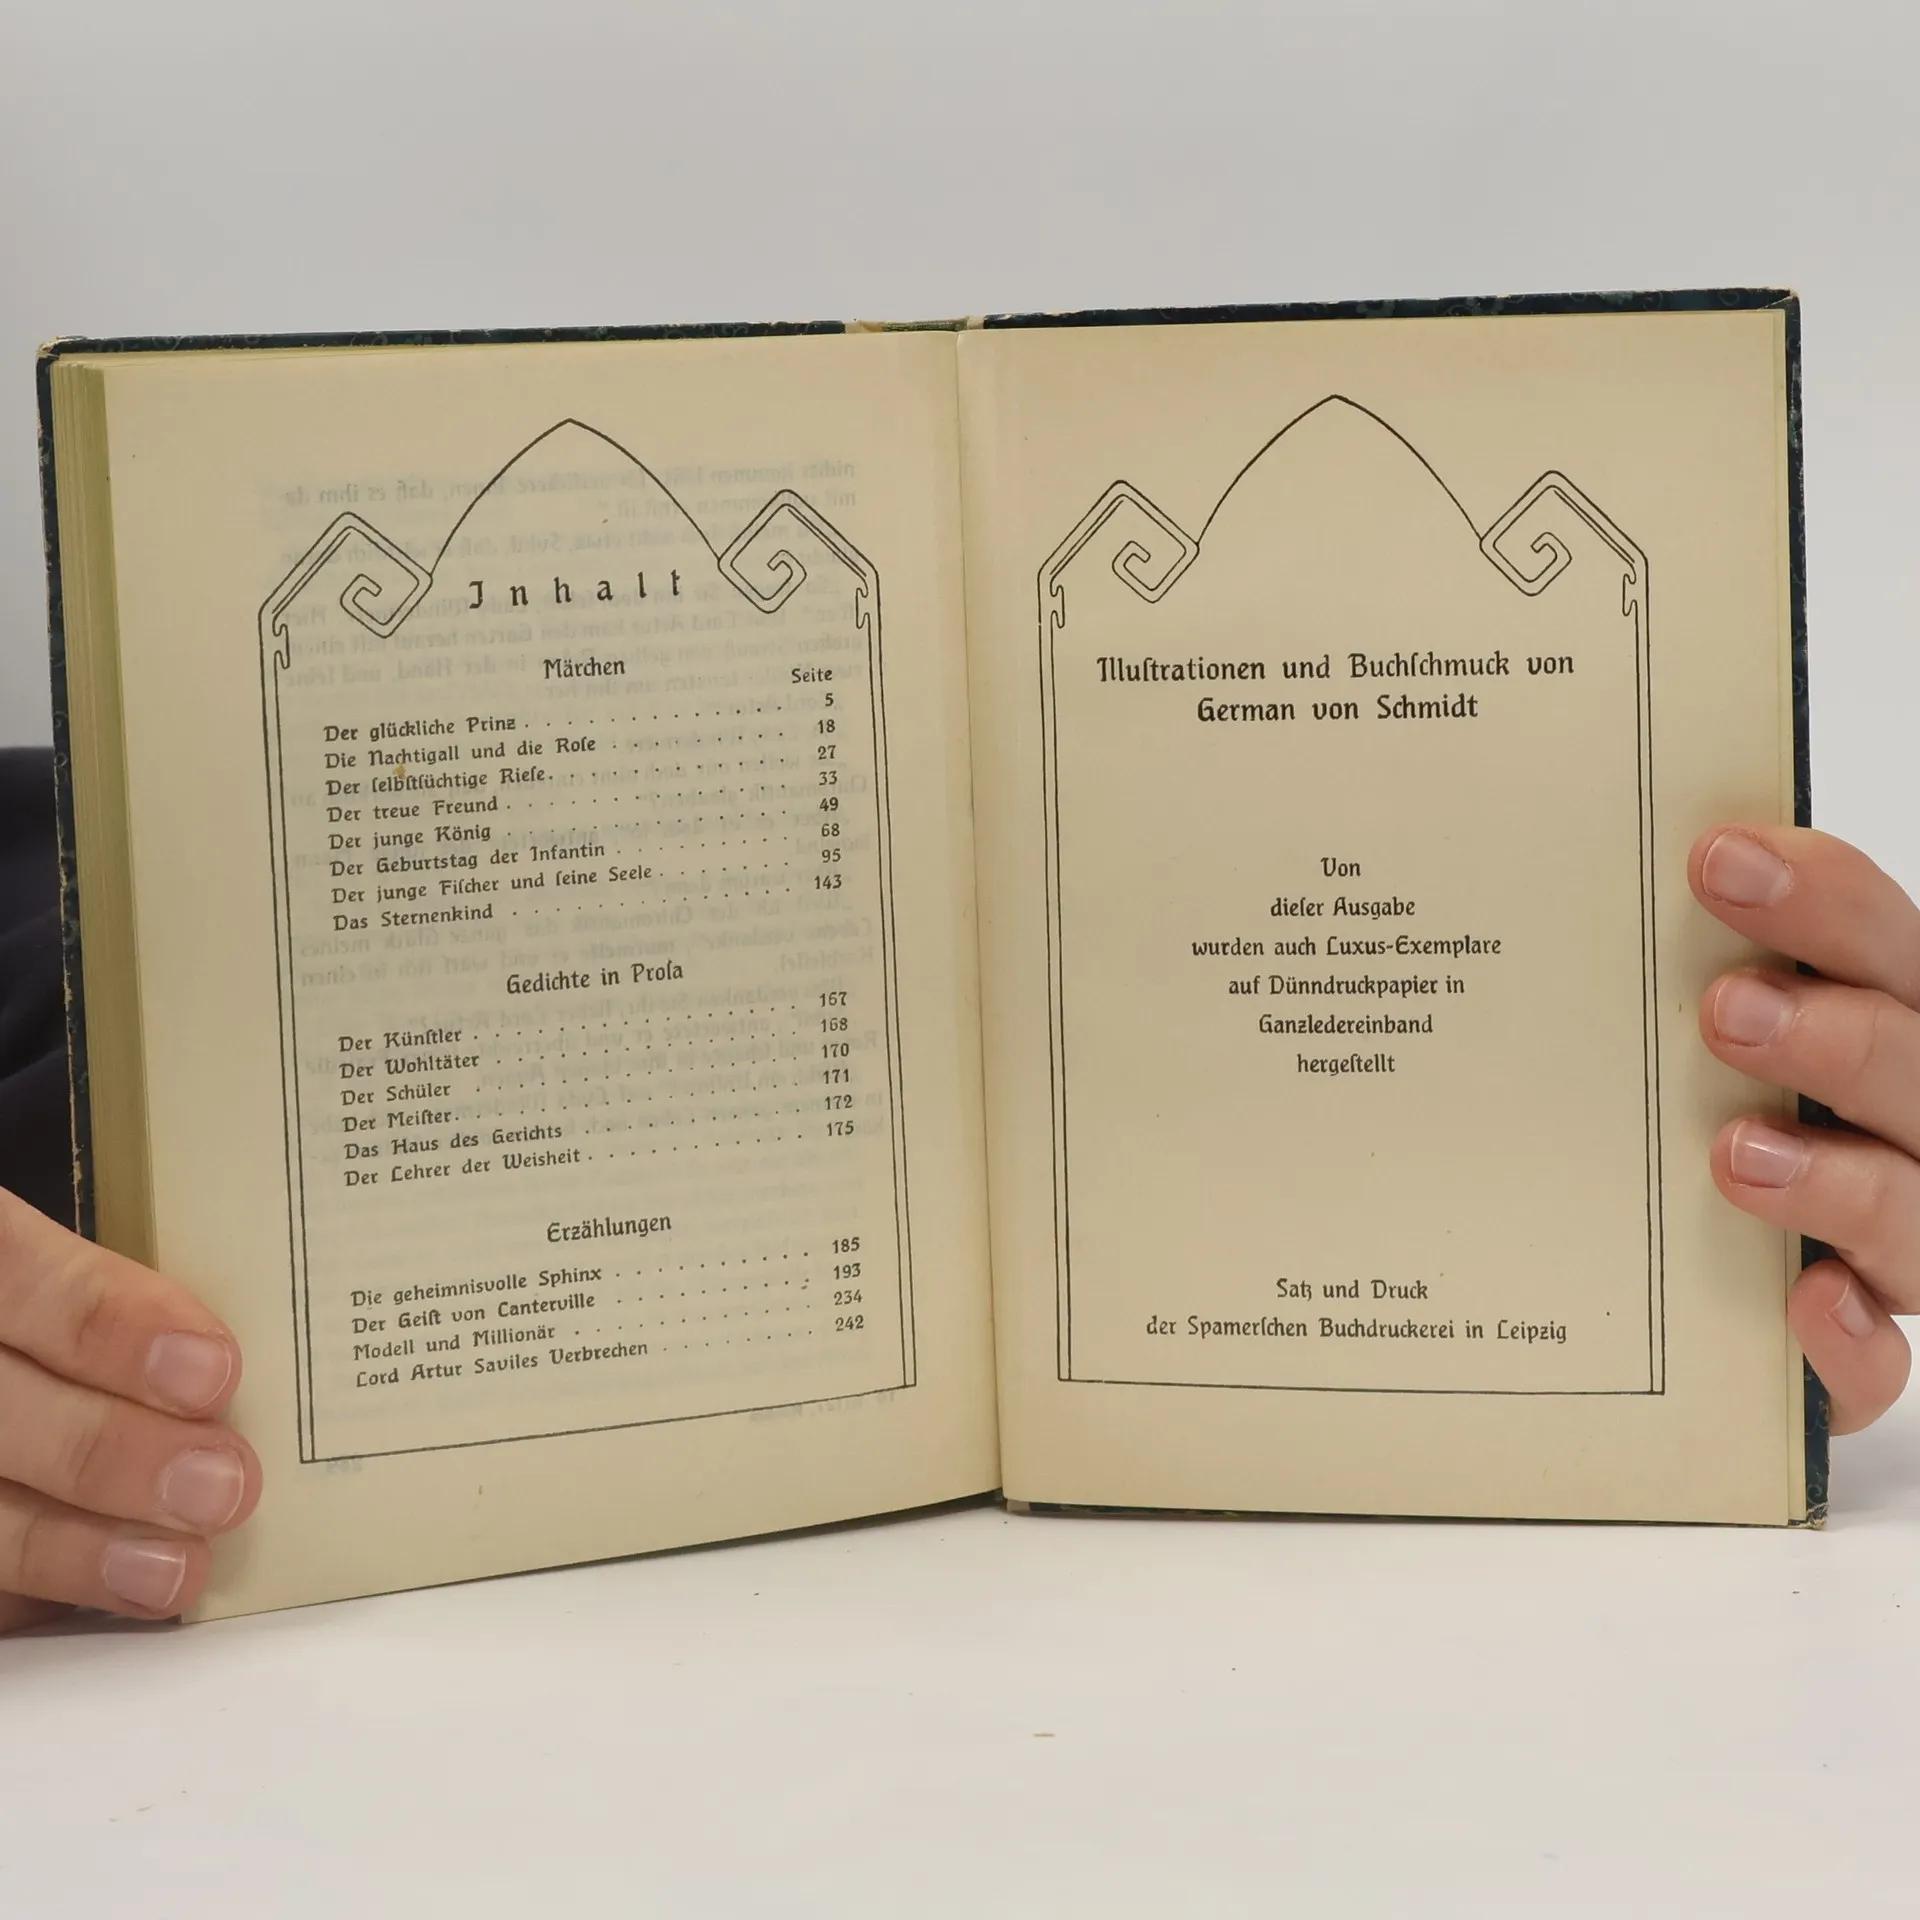 Inhalt
Märchen
Seite
Der glückliche Prinz . . . . . . . . . . . . . 5
Die Nachtigall und die Roſe . . . . . . . . . 18
Der ſelbſtſüchtige Rieſe . . . . . . . . . . . . 27
Der treue Freund . . . . . . . . . . . . . . 33
Der junge König . . . . . . . . . . . . . . 49
Der Geburtstag der Infantin . . . . . . . . 68
Der junge Fiſcher und ſeine Seele . . . . . . 95
Das Sternenkind . . . . . . . . . . . . . 143
Gedichte in Proſa
Der Künſtler . . . . . . . . . . . . . . . 167
Der Wohltäter . . . . . . . . . . . . . . 168
Der Schüler . . . . . . . . . . . . . . 170
Der Meiſter . . . . . . . . . . . . . . . 171
Das Haus des Gerichts . . . . . . . . . . 172
Der Lehrer der Weisheit . . . . . . . . . . 175
Erzählungen
Die geheimnisvolle Sphinx . . . . . . . . . 185
Der Geiſt von Canterville . . . . . . . . . 193
Modell und Millionär . . . . . . . . . . . 234
Lord Artur Saviles Verbrechen . . . . . . . 242
Illuſtrationen und Buchſchmuck von
German von Schmidt
Von
dieſer Ausgabe
wurden auch Luxus-Exemplare
auf Dünndruckpapier in
Ganzledereinband
hergeſtellt
Satz und Druck
der Spamerſchen Buchdruckerei in Leipzig